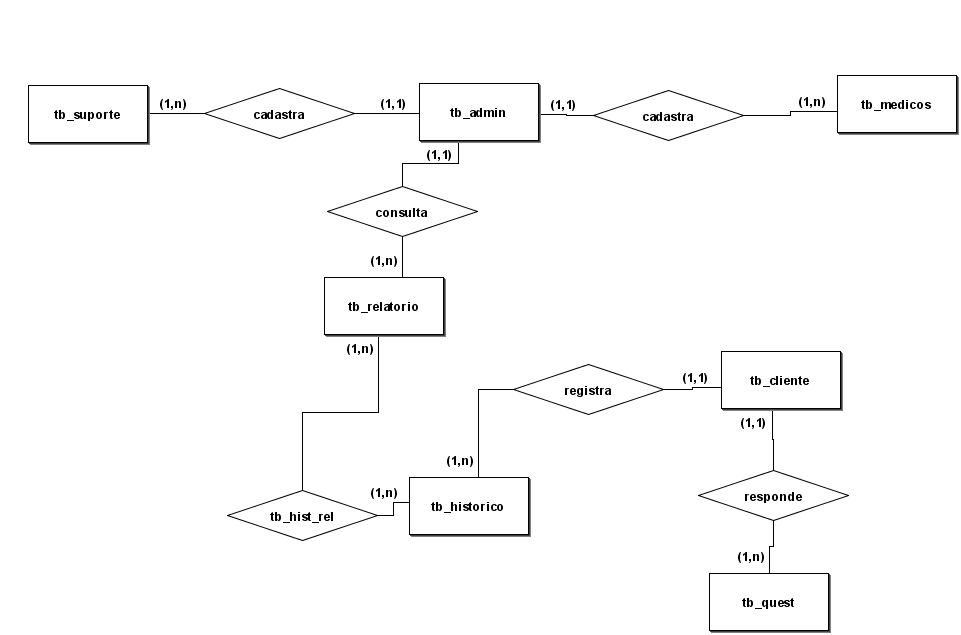 tb_suporte
(1,n)
cadastra
(1,1)
tb_admin
(1,1)
cadastra
(1,n)
tb_medicos
(1,1)
consulta
(1,n)
tb_relatorio
(1,n)
registra
(1,1)
tb_cliente
(1,1)
(1,n)
tb_hist_rel
(1,n)
tb_historico
responde
(1,n)
tb_quest